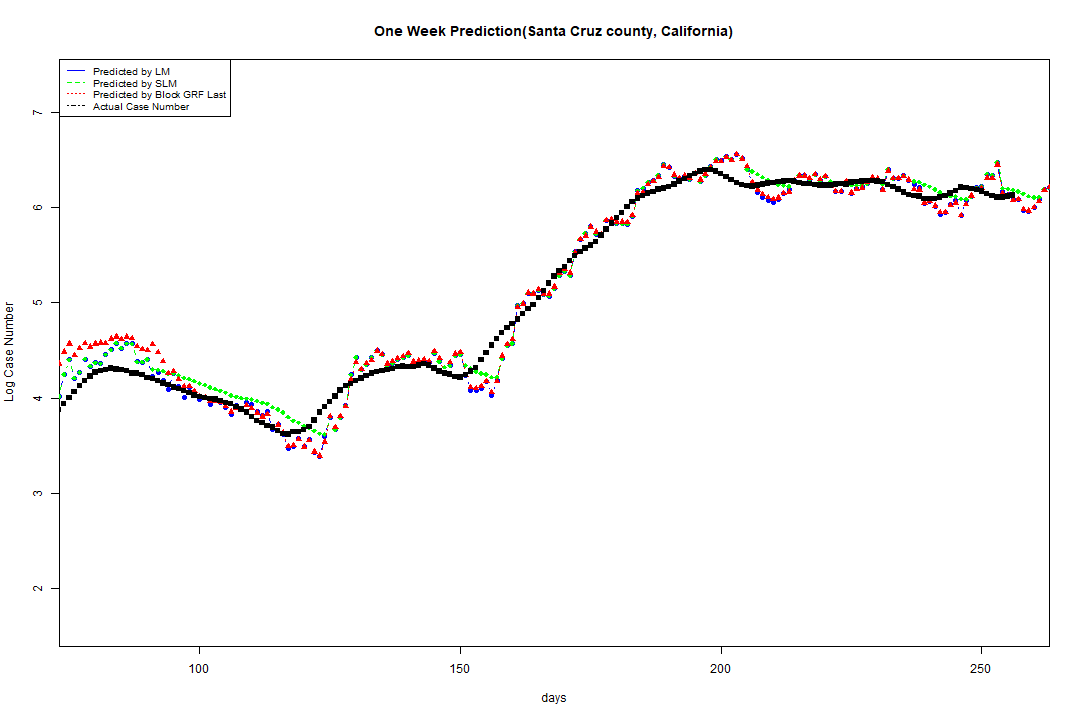 One Week Prediction(Santa Cruz county, California)
Predicted by LM
Predicted by SLM
Predicted by Block GRF Last
Actual Case Number
7
6
5
4
3
2
Log Case Number
100 150 200 250
days